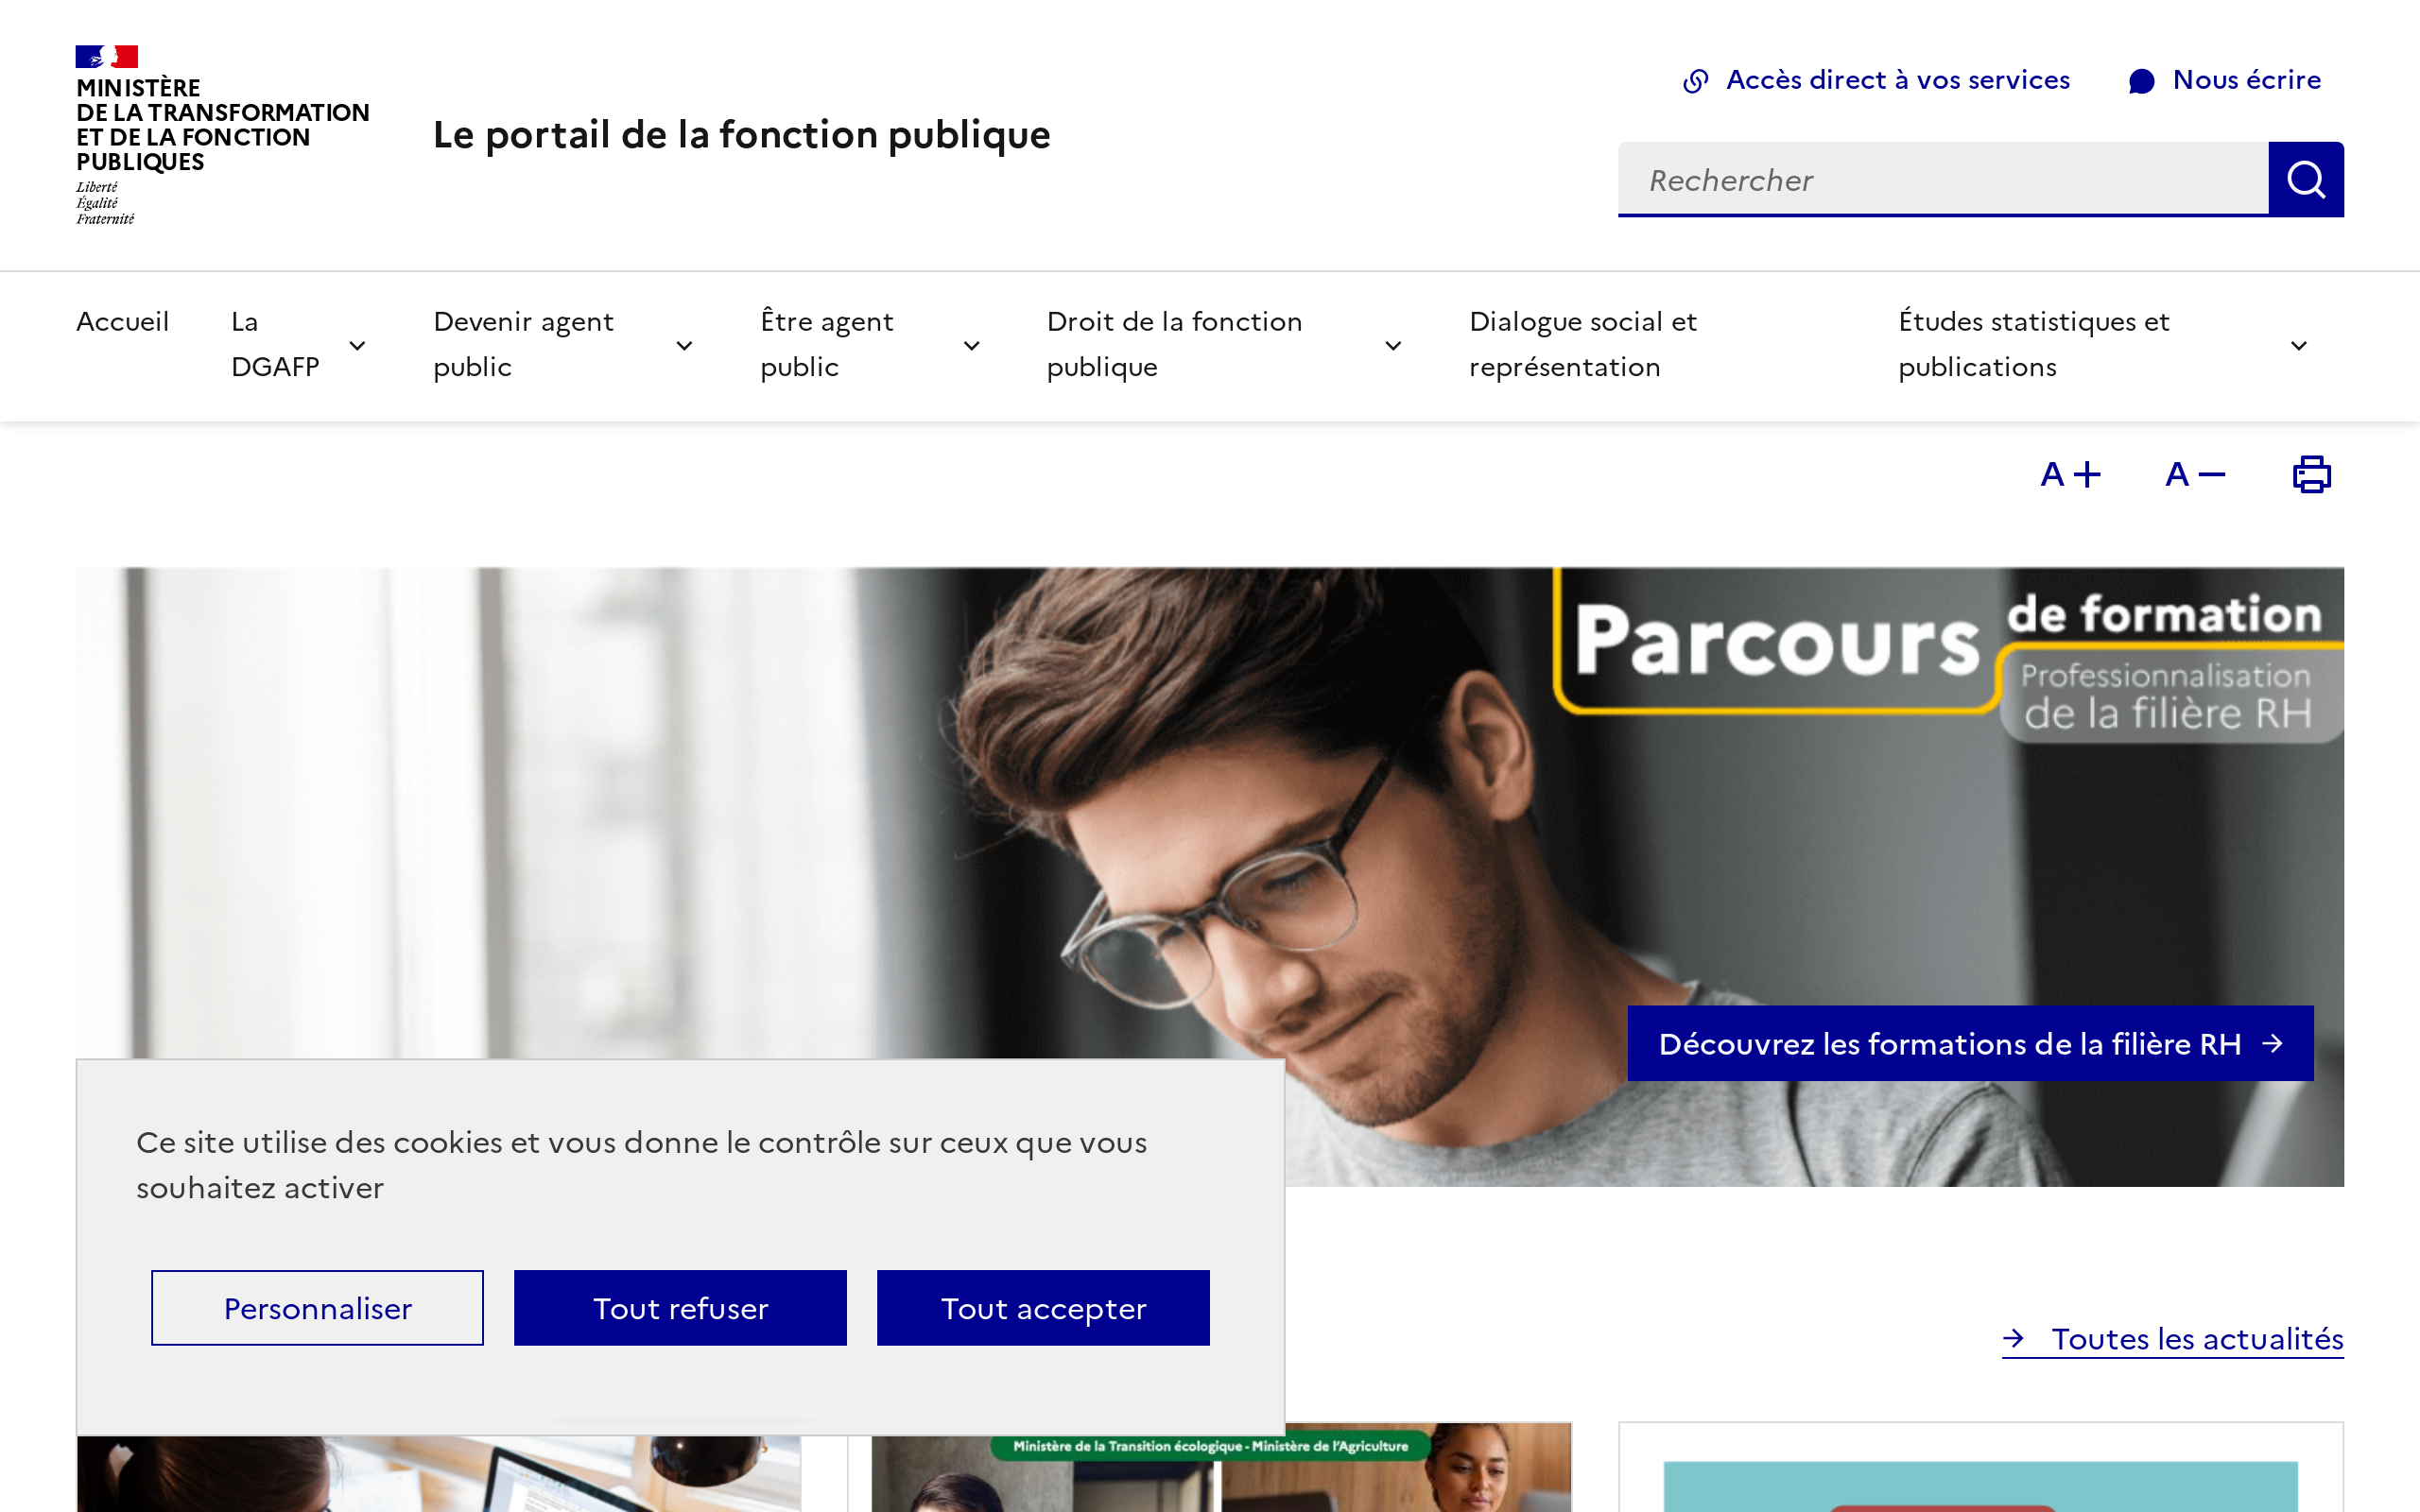 MINISTÈRE
DE LA TRANSFORMATION
ET DE LA FONCTION
PUBLIQUES
Liberté
Égalité
Fraternité
Le portail de la fonction publique
Accès direct à vos services
Nous écrire
Rechercher
Accueil
La
DGAFP
Devenir agent
public
Être agent
public
Droit de la fonction
publique
Dialogue social et
représentation
Études statistiques et
publications
A+
A−
Parcours
de formation
Professionnalisation
de la filière RH
Découvrez les formations de la filière RH
Ce site utilise des cookies et vous donne le contrôle sur ceux que vous
souhaitez activer
Personnaliser
Tout refuser
Tout accepter
Toutes les actualités
Ministère de la Transition écologique - Ministère de l'Agriculture